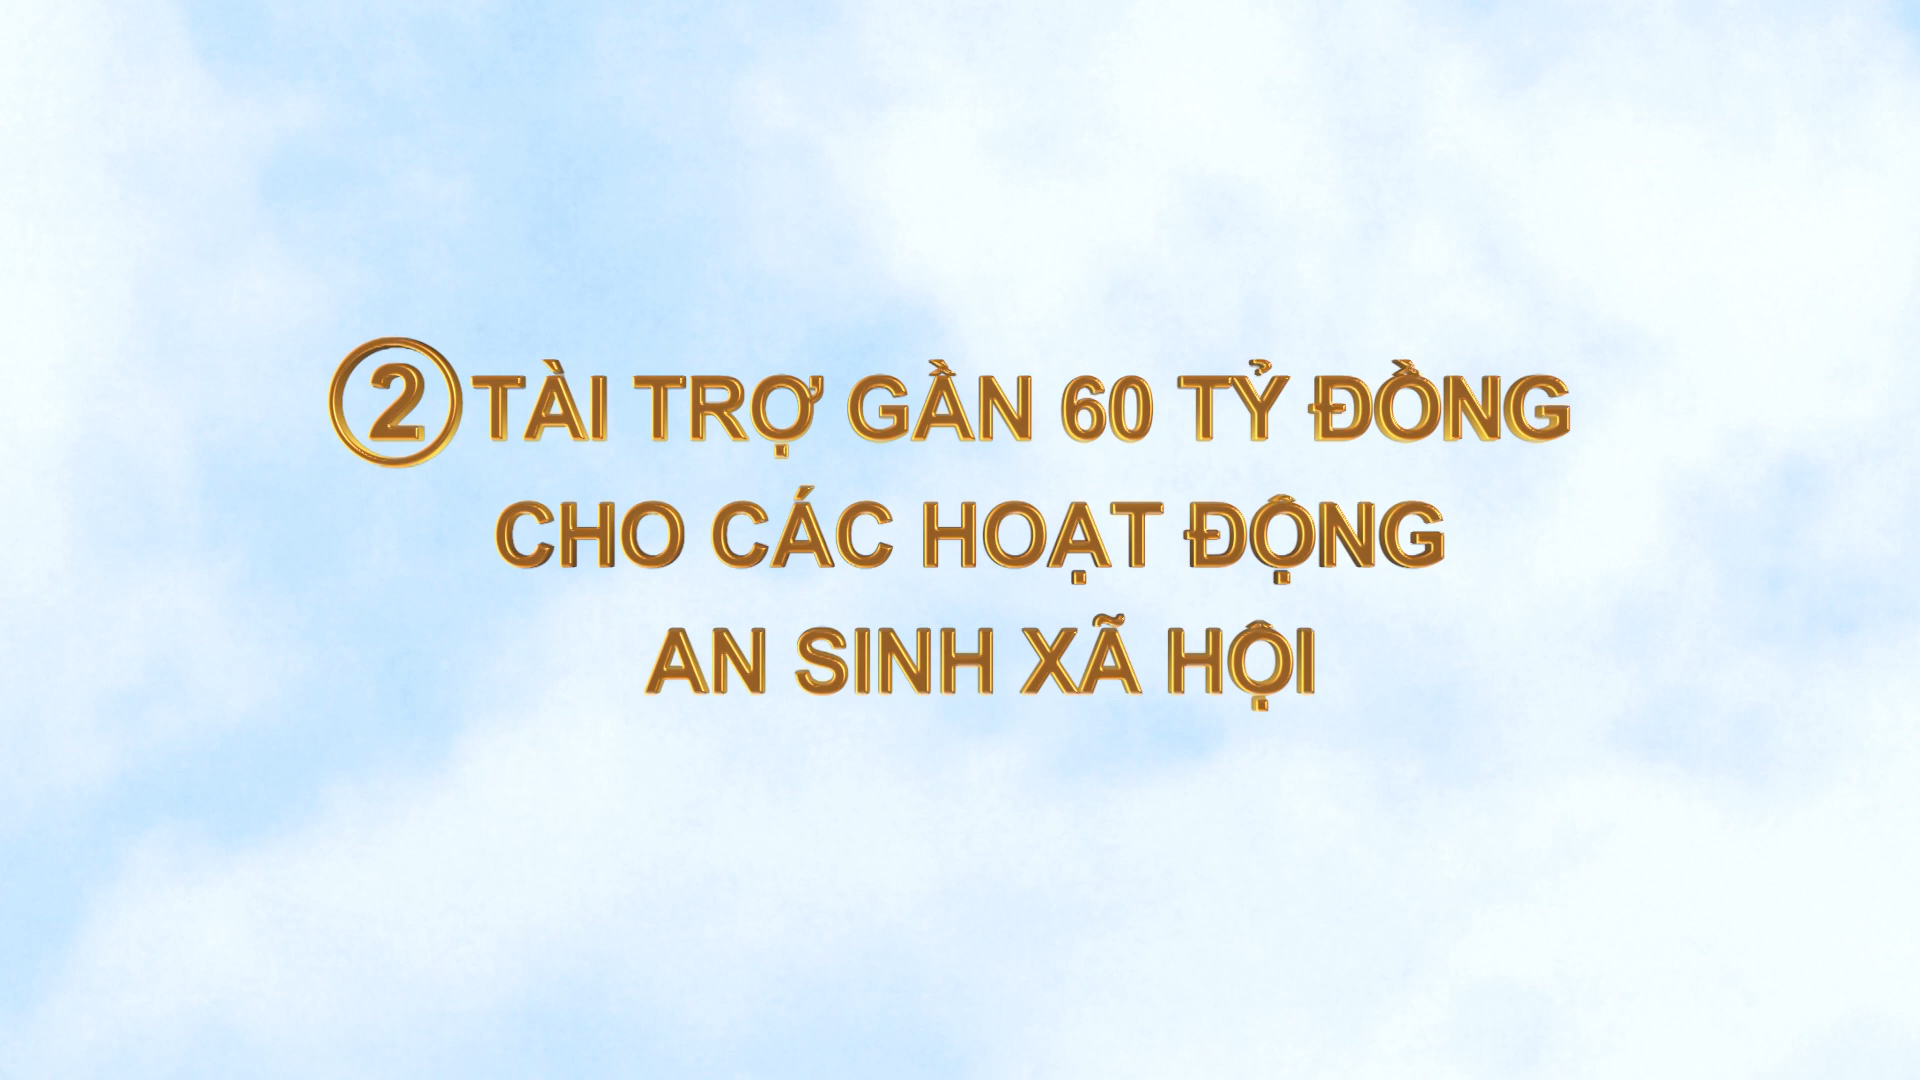 ② TÀI TRỢ GẦN 60 TỶ ĐỒNG
CHO CÁC HOẠT ĐỘNG
AN SINH XÃ HỘI